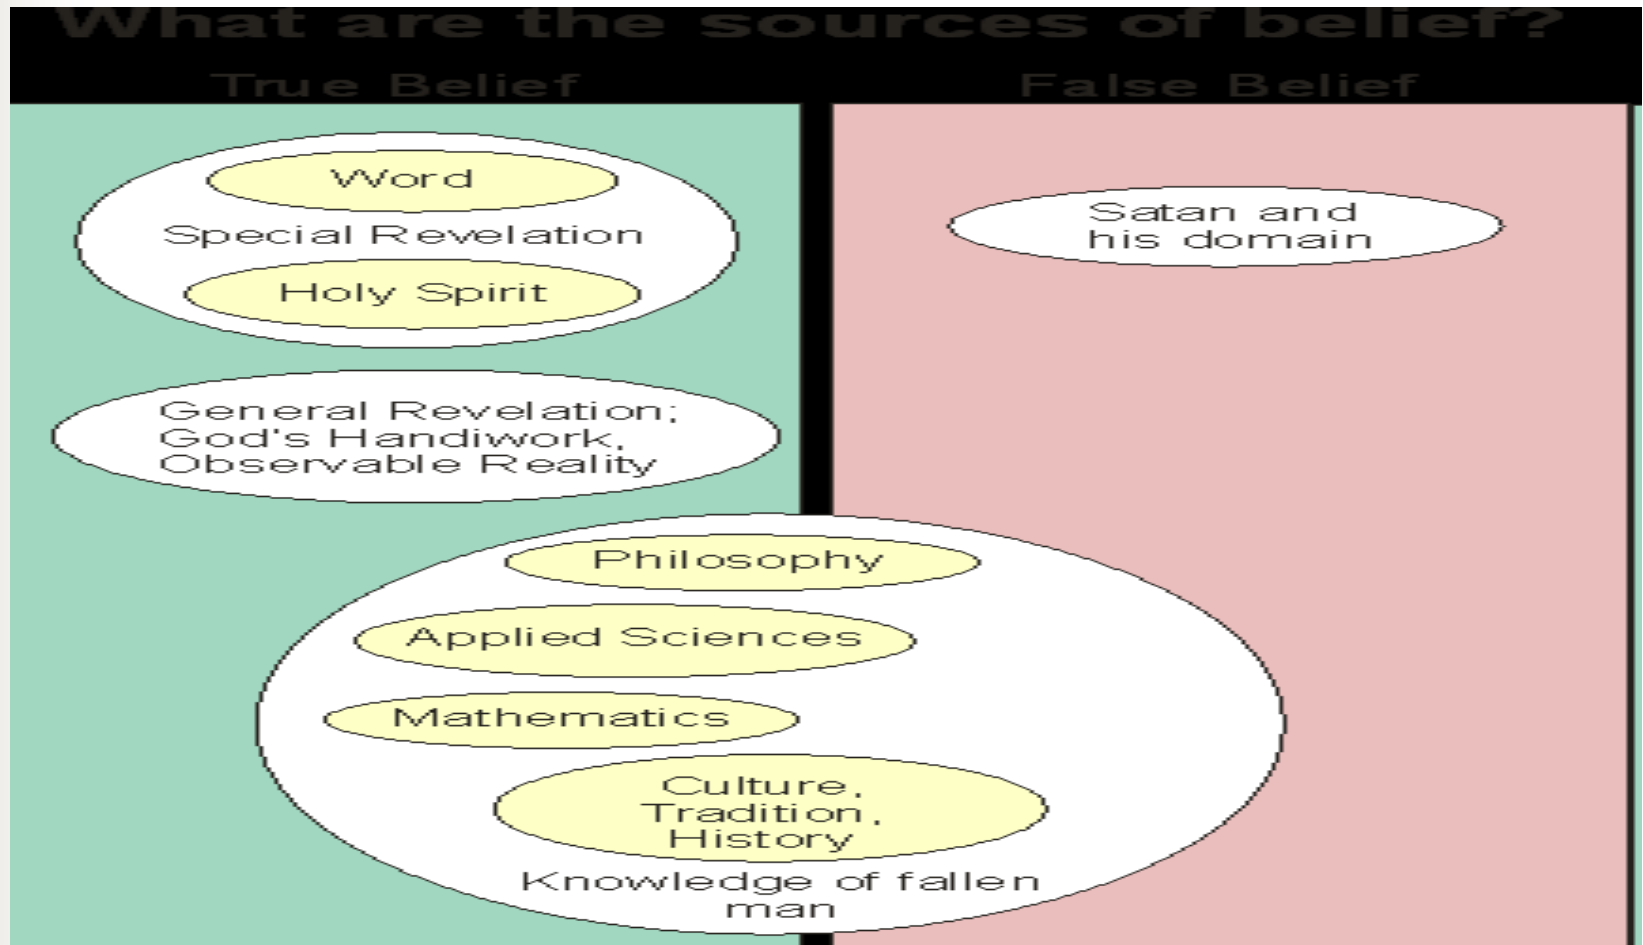 What are the sources of belief?
True Belief
False Belief
Word
Special Revelation
Holy Spirit
Satan and
his domain
General Revelation;
God's Handiwork,
Observable Reality
Philosophy
Applied Sciences
Mathematics
Culture,
Tradition,
History
Knowledge of fallen
man